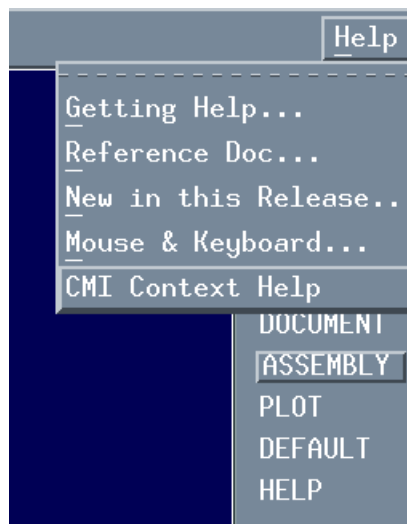 Help
Getting Help...
Reference Doc...
New in this Release..
Mouse & Keyboard...
CMI Context Help
DOCUMENT
ASSEMBLY
PLOT
DEFAULT
HELP